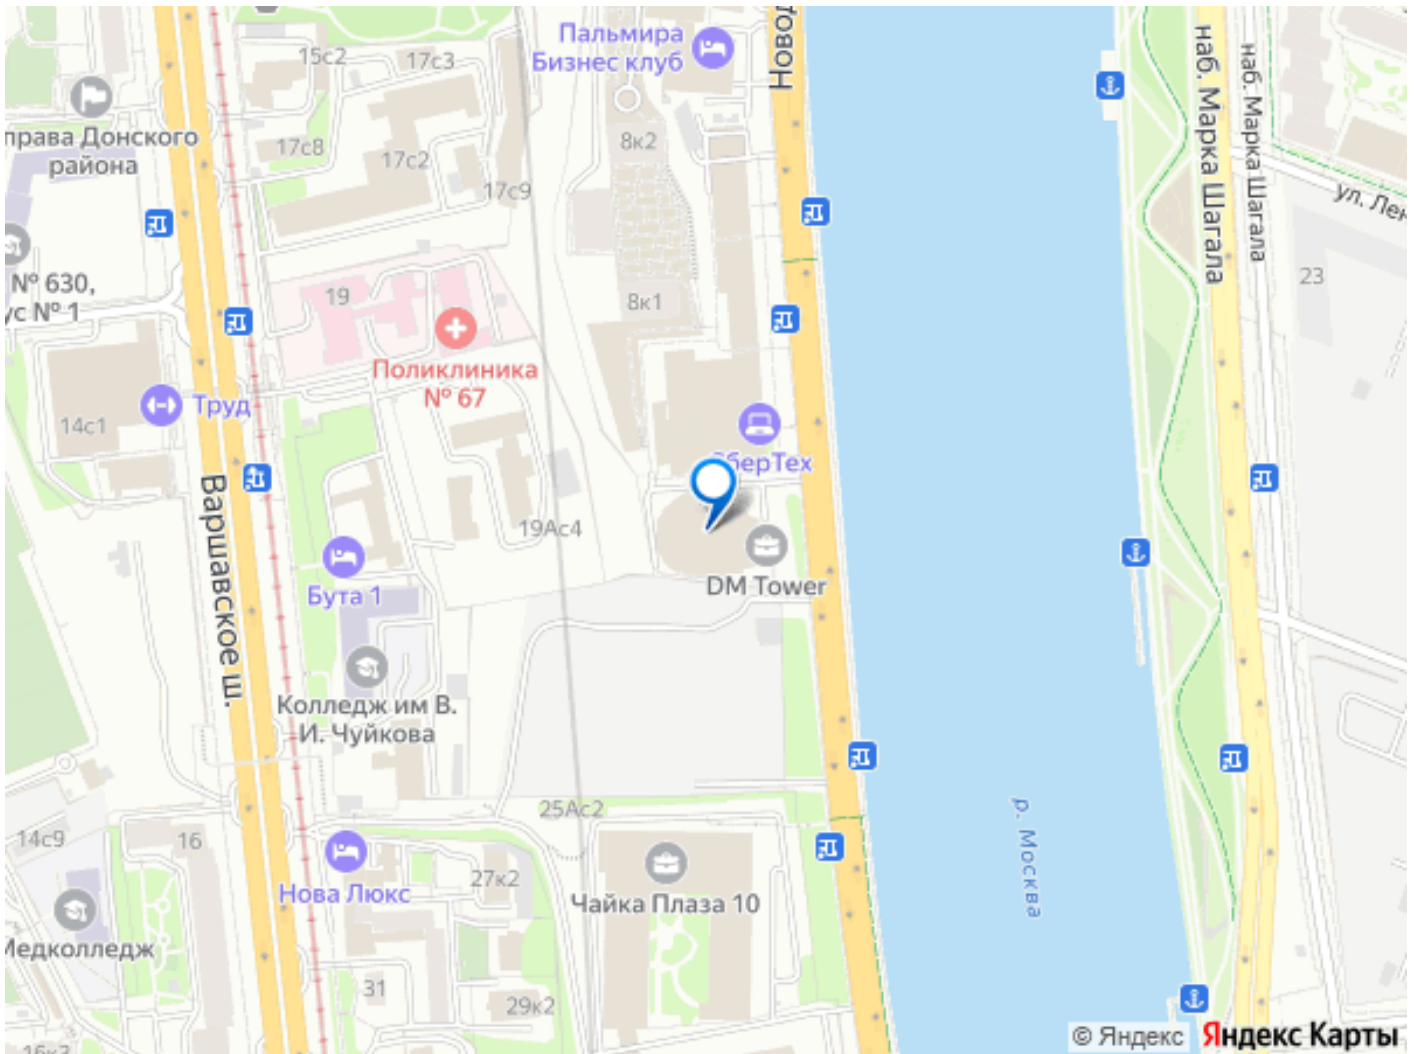 Пальмира
Бизнес клуб
15с2
17с3
права Донского
района
17с8
17с2
17с9
8к2
наб. Марка Шагала
наб. Марка Шагала
ул. Лен
№ 630,
ус № 1
19
8к1
23
Поликлиника
№ 67
Труд
14с1
берТех
Варшавское ш.
19Ас4
DM Tower
Бута 1
Колледж им В.
И. Чуйкова
25Ас2
14с9
16
р. Москва
27к2
Нова Люкс
Чайка Плаза 10
Медколледж
31
29к2
16к3
Новод
© Яндекс
Яндекс Карты